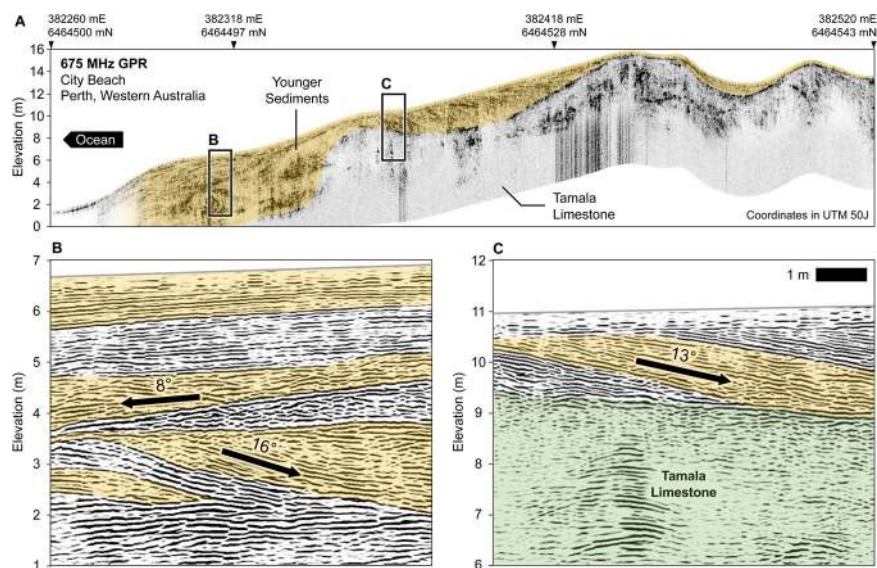 A
382260 mE
6464500 mN
382318 mE
6464497 mN
382418 mE
6464528 mN
382520 mE
6464543 mN
16
14
12
10
8
6
4
2
0
Elevation (m)
675 MHz GPR
City Beach
Perth, Western Australia
Ocean
Younger
Sediments
B
C
Tamala
Limestone
Coordinates in UTM 50J
B
7
6
5
4
3
2
1
Elevation (m)
8°
16°
C
12
11
10
9
8
7
6
Elevation (m)
1 m
13°
Tamala
Limestone